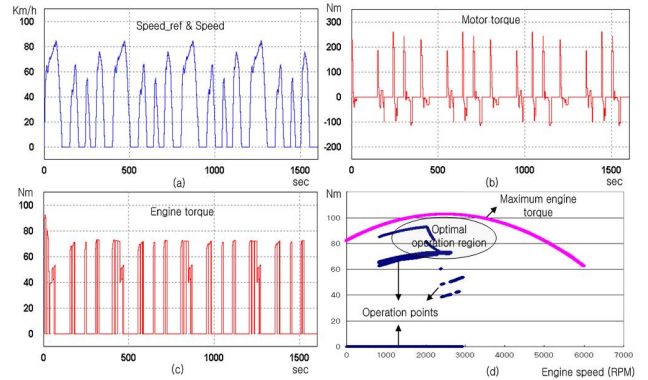 Km/h
Speed_ref & Speed
100
80
60
40
20
0
0
500
1000
1500
(a)
sec
Nm
Motor torque
300
200
100
0
-100
-200
0
500
1000
1500
(b)
sec
Nm
Engine torque
100
80
60
40
20
0
0
500
1000
1500
(c)
sec
Nm
Maximum engine
torque
Optimal
operation region
Operation points
120
100
80
60
40
20
0
0
1000
2000
3000
4000
5000
6000
7000
(d)
Engine speed (RPM)